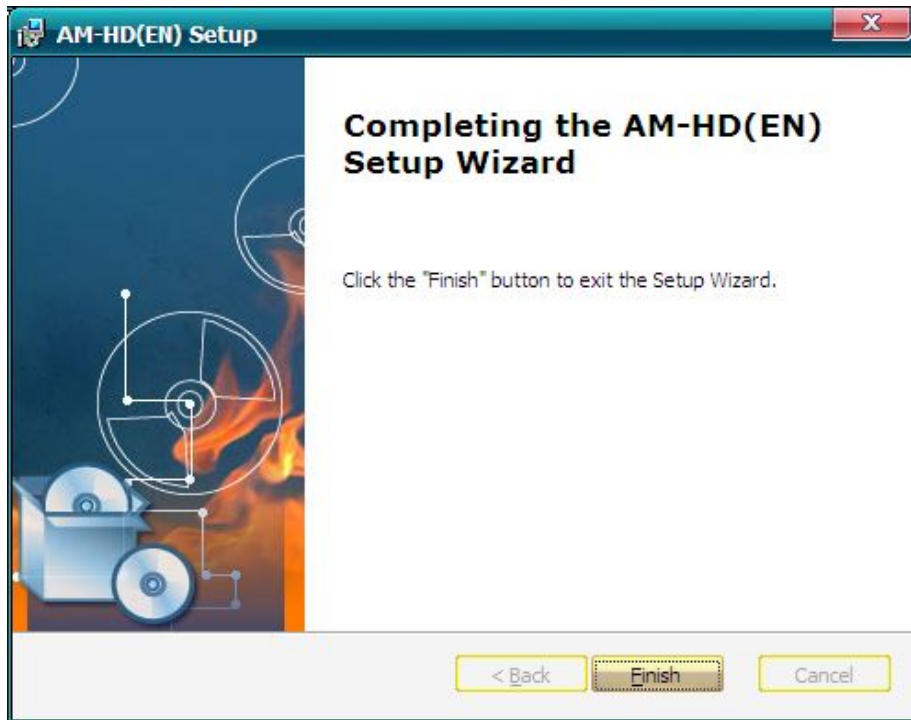 AM-HD(EN) Setup
X
Completing the AM-HD(EN)
Setup Wizard
Click the "Finish" button to exit the Setup Wizard.
< Back
Finish
Cancel